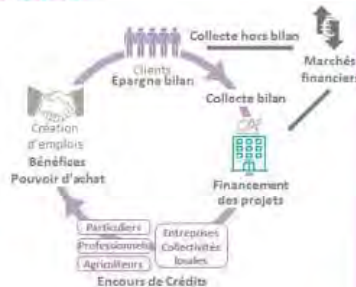 Collecte hors bilan
Marchés
financiers
Clients
Epargne bilan
Collecte bilan
Création
d'emplois
Bénéfices
Pouvoir d'achat
Financement
des projets
Particuliers
Professionnels
Agriculteurs
Entreprises
Collectivités
locales
Encours de Crédits